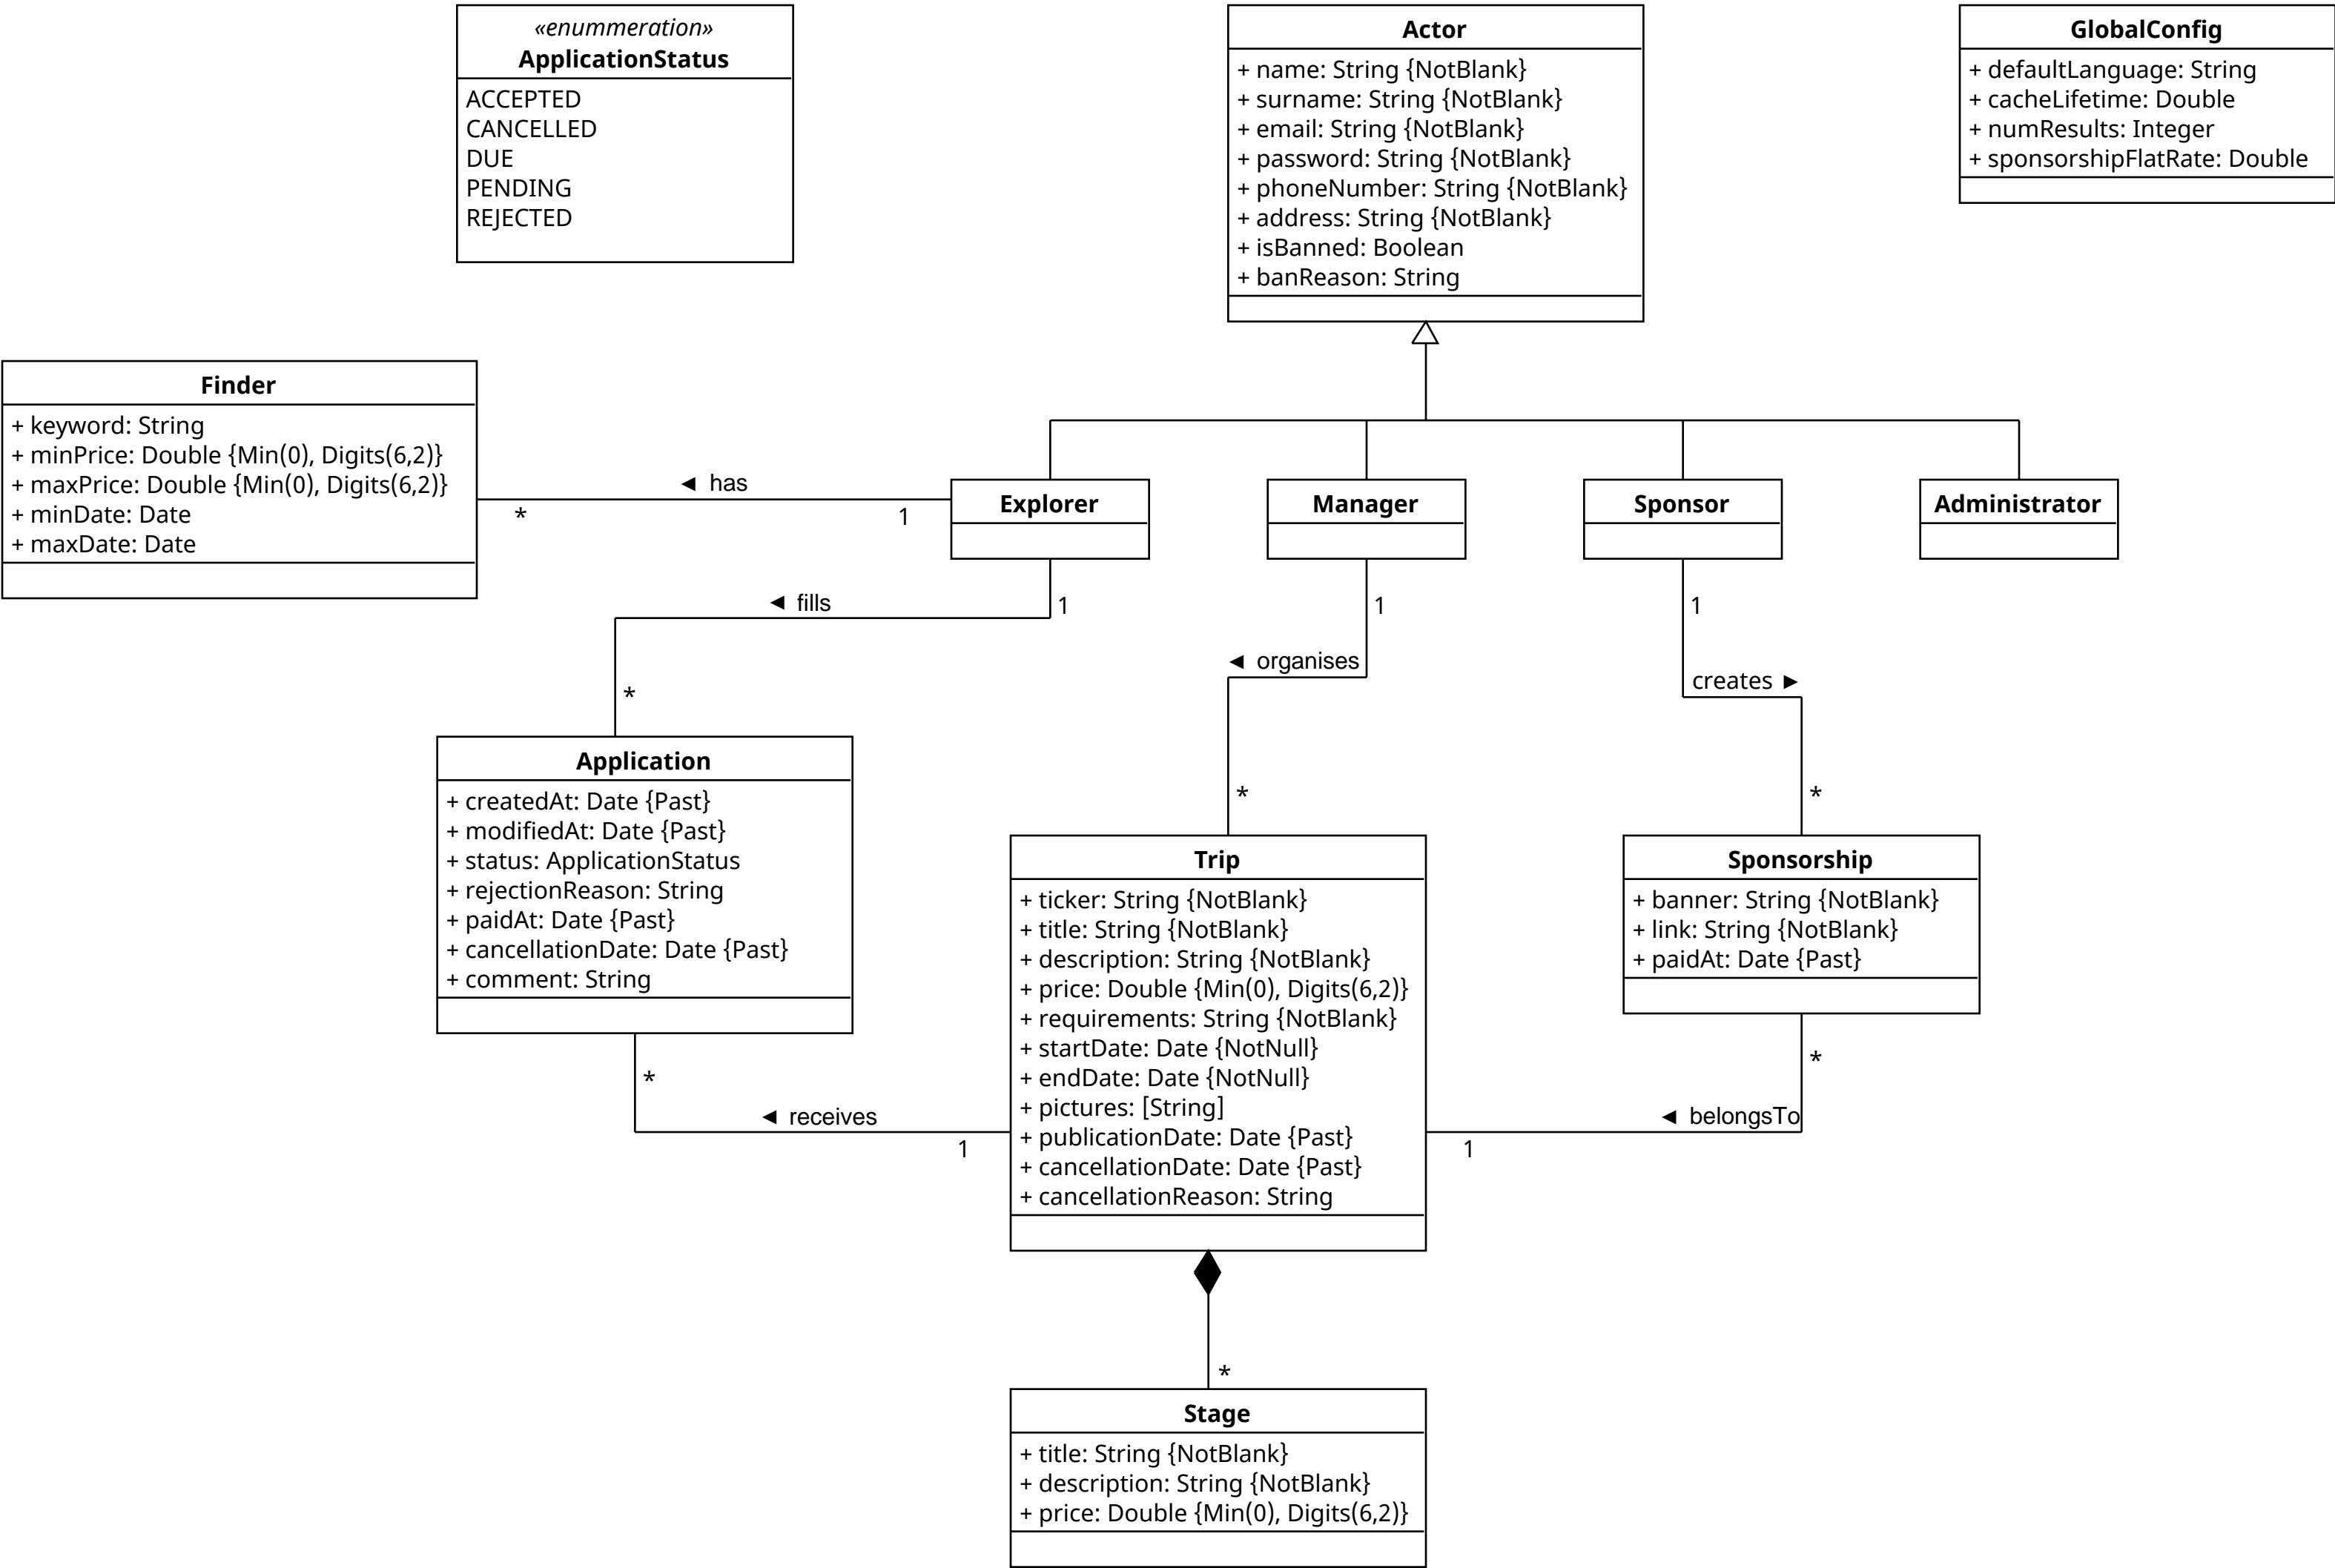 «enummeration»
ApplicationStatus
ACCEPTED
CANCELLED
DUE
PENDING
REJECTED
Actor
+ name: String {NotBlank}
+ surname: String {NotBlank}
+ email: String {NotBlank}
+ password: String {NotBlank}
+ phoneNumber: String {NotBlank}
+ address: String {NotBlank}
+ isBanned: Boolean
+ banReason: String
GlobalConfig
+ defaultLanguage: String
+ cacheLifetime: Double
+ numResults: Integer
+ sponsorshipFlatRate: Double
Finder
+ keyword: String
+ minPrice: Double {Min(0), Digits(6,2)}
+ maxPrice: Double {Min(0), Digits(6,2)}
+ minDate: Date
+ maxDate: Date
◄ has
*
1
Explorer
Manager
Sponsor
Administrator
◄ fills
1
*
1
◄ organises
*
1
creates ►
*
Application
+ createdAt: Date {Past}
+ modifiedAt: Date {Past}
+ status: ApplicationStatus
+ rejectionReason: String
+ paidAt: Date {Past}
+ cancellationDate: Date {Past}
+ comment: String
Trip
+ ticker: String {NotBlank}
+ title: String {NotBlank}
+ description: String {NotBlank}
+ price: Double {Min(0), Digits(6,2)}
+ requirements: String {NotBlank}
+ startDate: Date {NotNull}
+ endDate: Date {NotNull}
+ pictures: [String]
+ publicationDate: Date {Past}
+ cancellationDate: Date {Past}
+ cancellationReason: String
Sponsorship
+ banner: String {NotBlank}
+ link: String {NotBlank}
+ paidAt: Date {Past}
*
◄ receives
1
*
◄ belongsTo
1
*
Stage
+ title: String {NotBlank}
+ description: String {NotBlank}
+ price: Double {Min(0), Digits(6,2)}